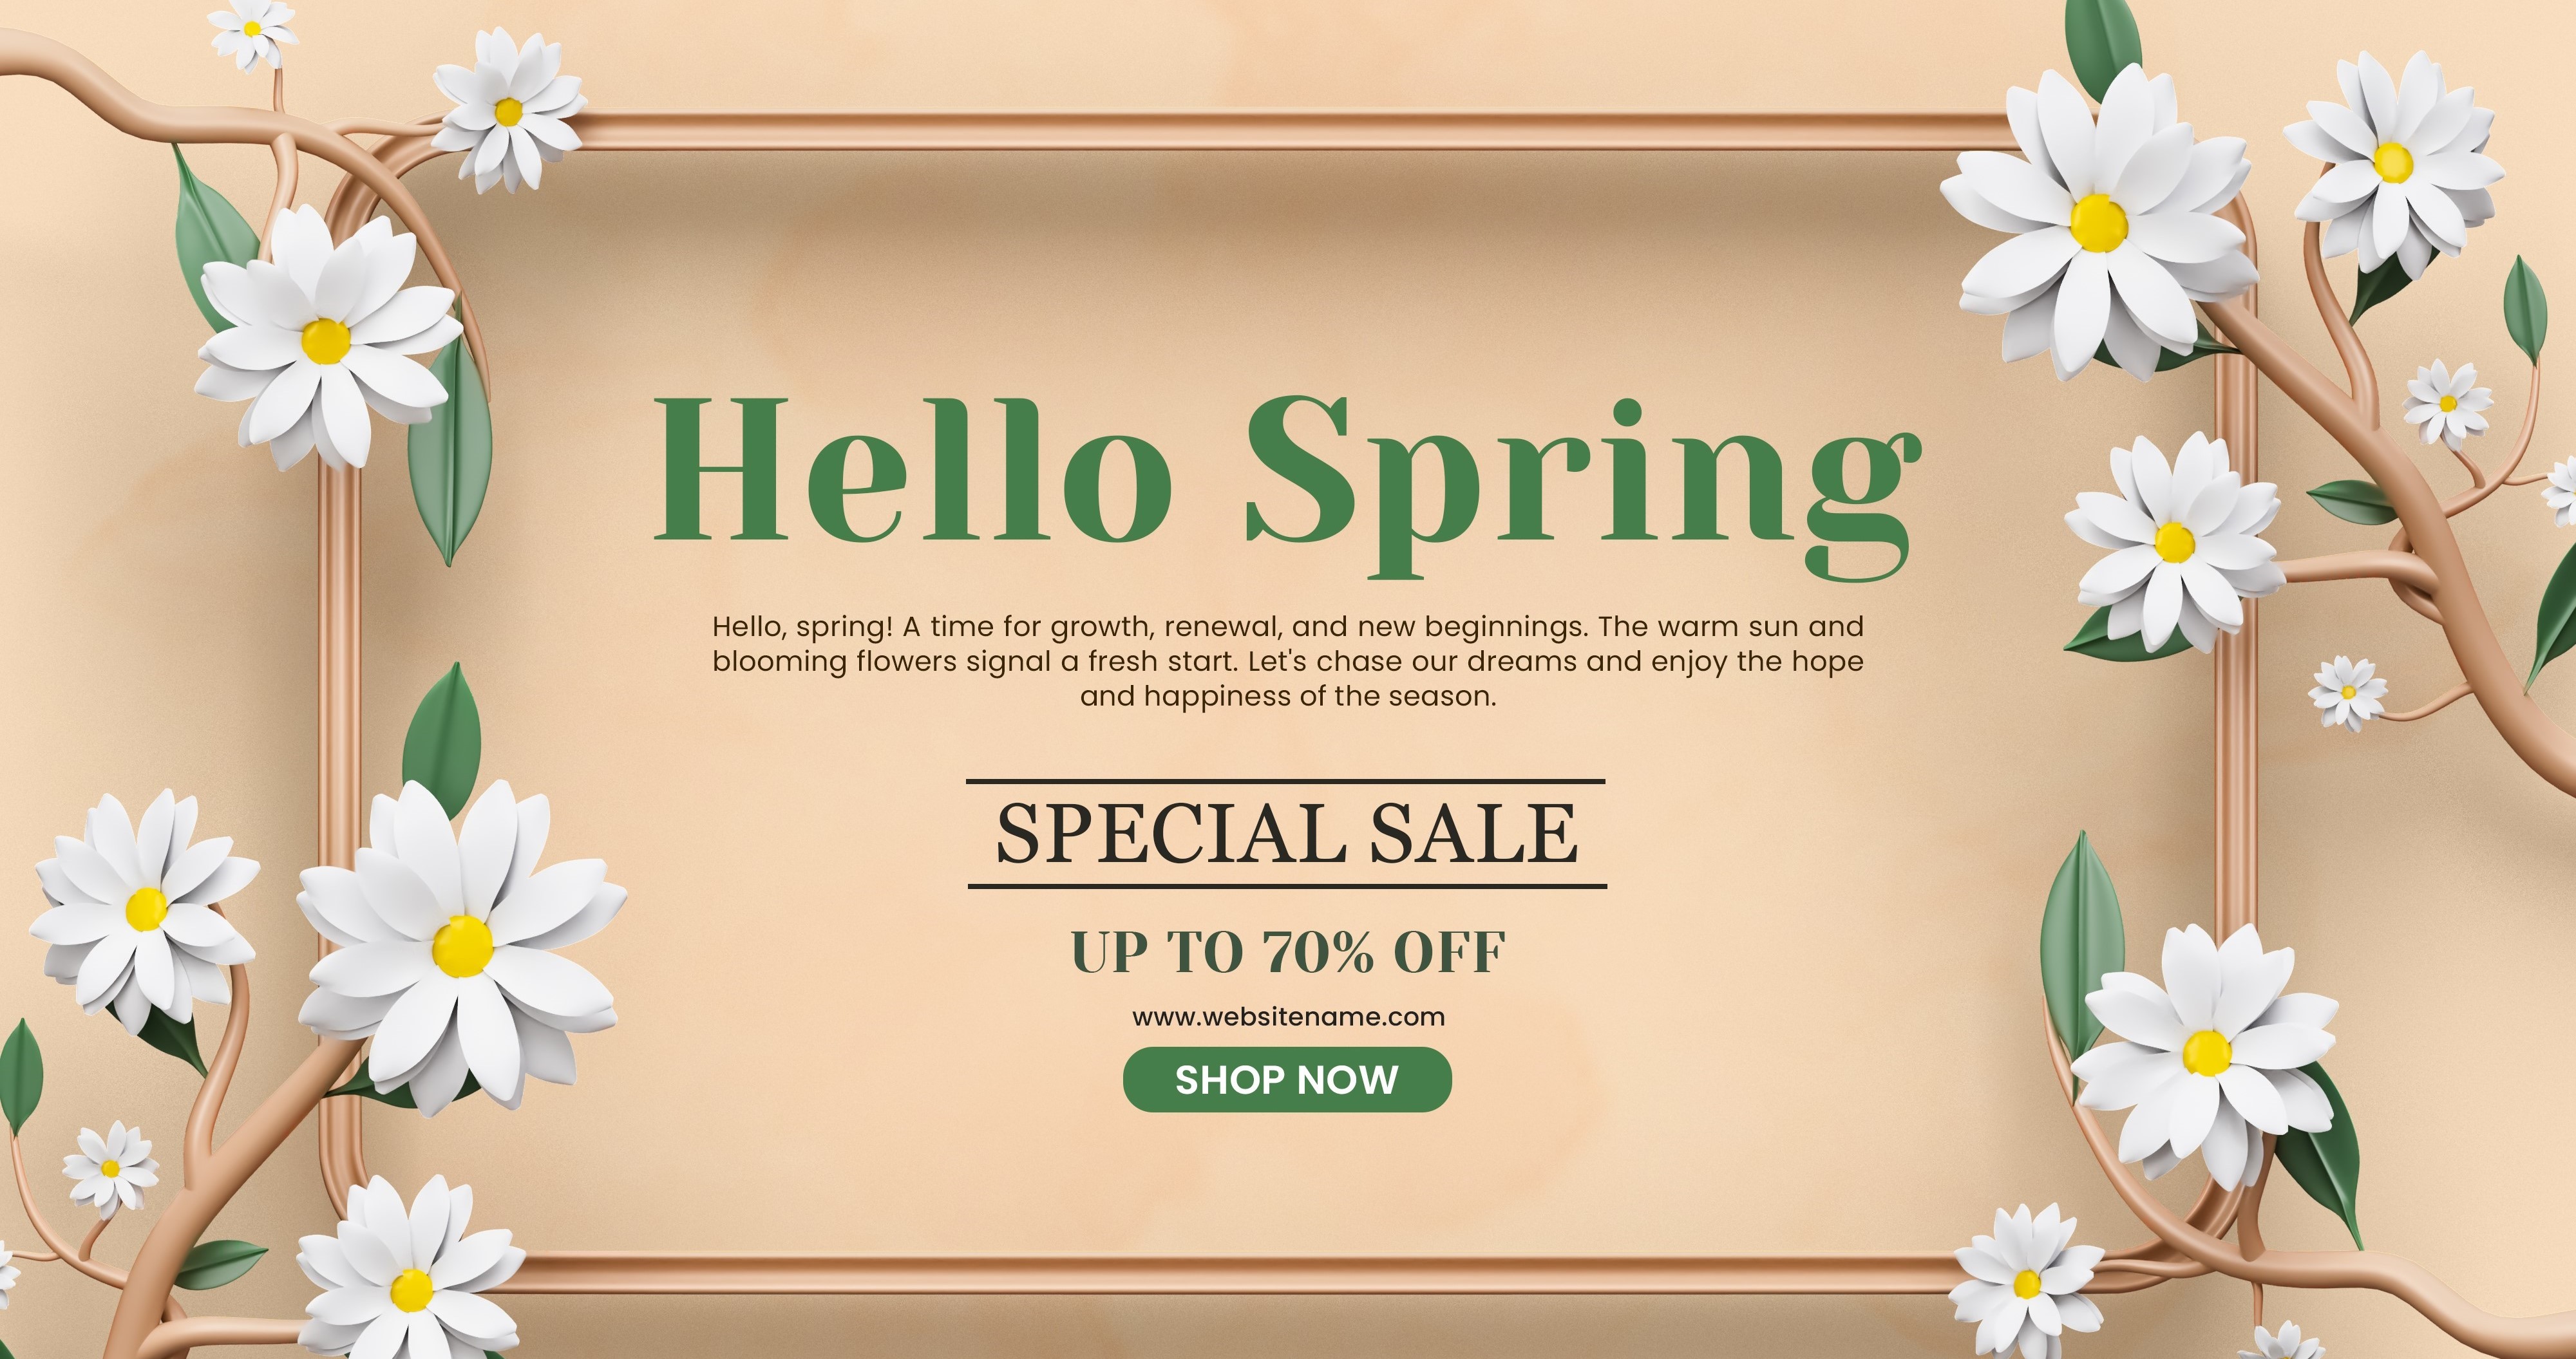 Hello Spring
Hello, spring! A time for growth, renewal, and new beginnings. The warm sun and
blooming flowers signal a fresh start. Let's chase our dreams and enjoy the hope
and happiness of the season.
SPECIAL SALE
UP TO 70% OFF
www.websitename.com
SHOP NOW